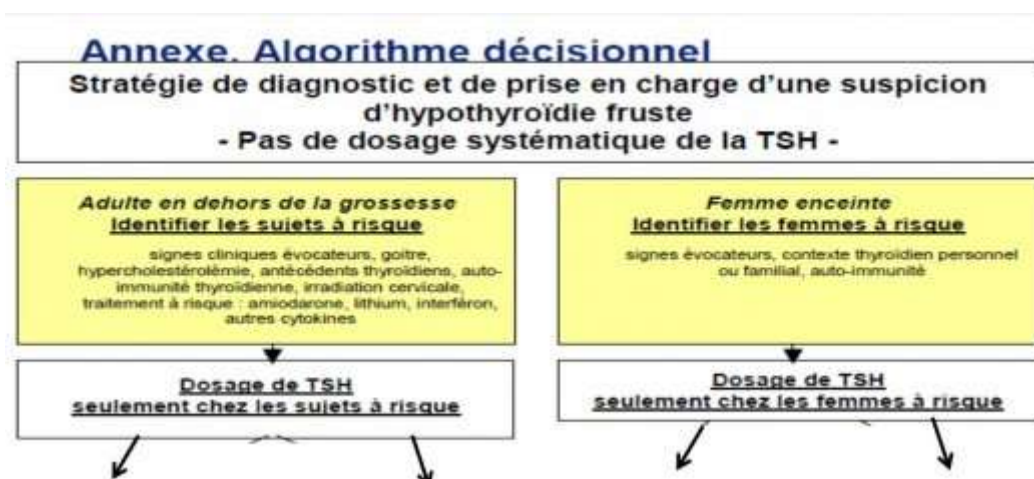 Annexe. Algorithme décisionnel
Stratégie de diagnostic et de prise en charge d'une suspicion
d'hypothyroïdie fruste
- Pas de dosage systématique de la TSH -
Adulte en dehors de la grossesse
Identifier les sujets à risque
signes cliniques évocateurs, goitre,
hypercholestérolémie, antécédents thyroïdiens, auto-
immunité thyroïdienne, irradiation cervicale,
traitement à risque : amiodarone, lithium, interféron,
autres cytokines
Dosage de TSH
seulement chez les sujets à risque
Femme enceinte
Identifier les femmes à risque
signes évocateurs, contexte thyroïdien personnel
ou familial, auto-immunité
Dosage de TSH
seulement chez les femmes à risque